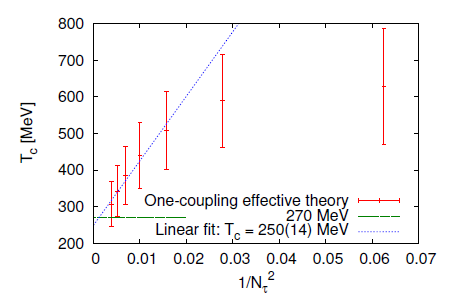 800
700
600
500
400
300
200
T_c [MeV]
One-coupling effective theory
270 MeV
Linear fit: T_c = 250(14) MeV
0 0.01 0.02 0.03 0.04 0.05 0.06 0.07
1/N_τ^2